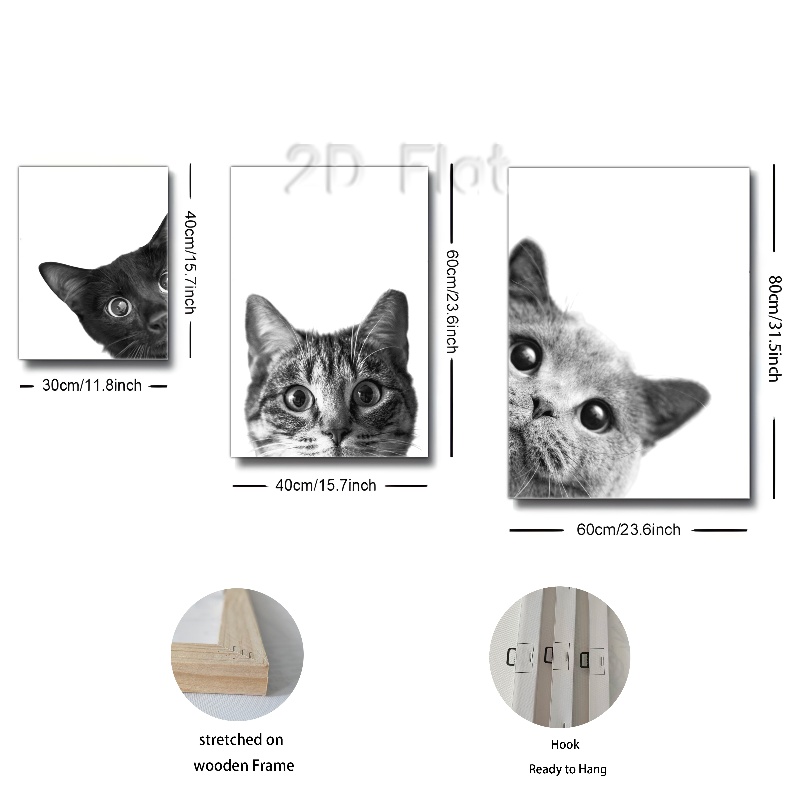 2D Flat
40cm/15.7inch
30cm/11.8inch
60cm/23.6inch
40cm/15.7inch
80cm/31.5inch
60cm/23.6inch
stretched on
wooden Frame
Hook
Ready to Hang